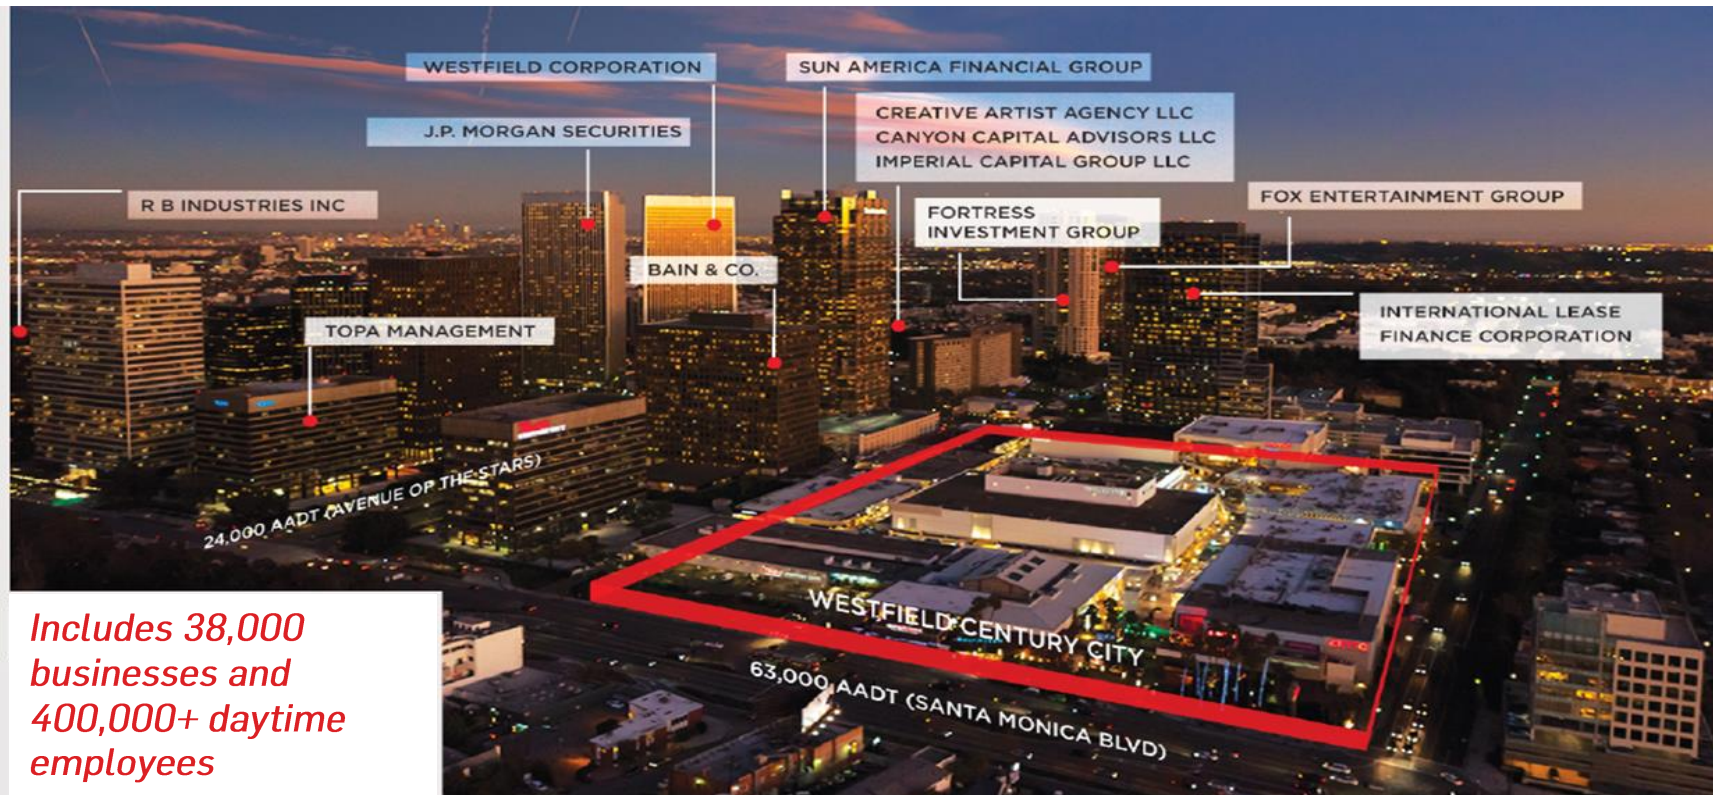 WESTFIELD CORPORATION
SUN AMERICA FINANCIAL GROUP
J.P. MORGAN SECURITIES
CREATIVE ARTIST AGENCY LLC
CANYON CAPITAL ADVISORS LLC
IMPERIAL CAPITAL GROUP LLC
R B INDUSTRIES INC
FORTRESS
INVESTMENT GROUP
FOX ENTERTAINMENT GROUP
BAIN & CO.
TOPA MANAGEMENT
INTERNATIONAL LEASE
FINANCE CORPORATION
24,000 AADT (AVENUE OF THE STARS)
WESTFIELD CENTURY CITY
63,000 AADT (SANTA MONICA BLVD)
Includes 38,000
businesses and
400,000+ daytime
employees